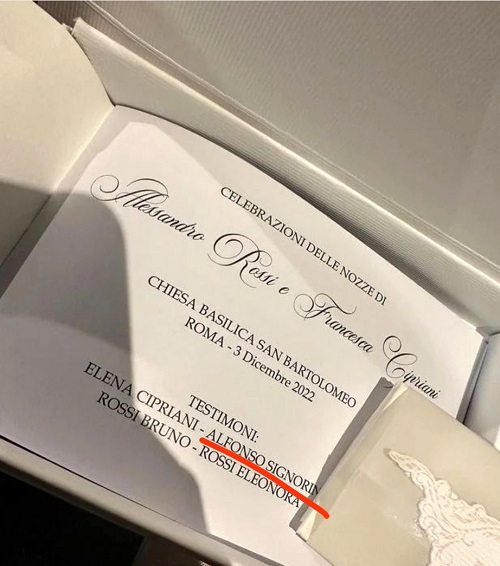 CELEBRAZIONI DELLE NOZZE DI
Alessandro Rossi e Francesca Cipriani
CHIESA BASILICA SAN BARTOLOMEO
ROMA - 3 Dicembre 2022
TESTIMONI:
ELENA CIPRIANI - ALFONSO SIGNORIN
ROSSI BRUNO - ROSSI ELEONORA